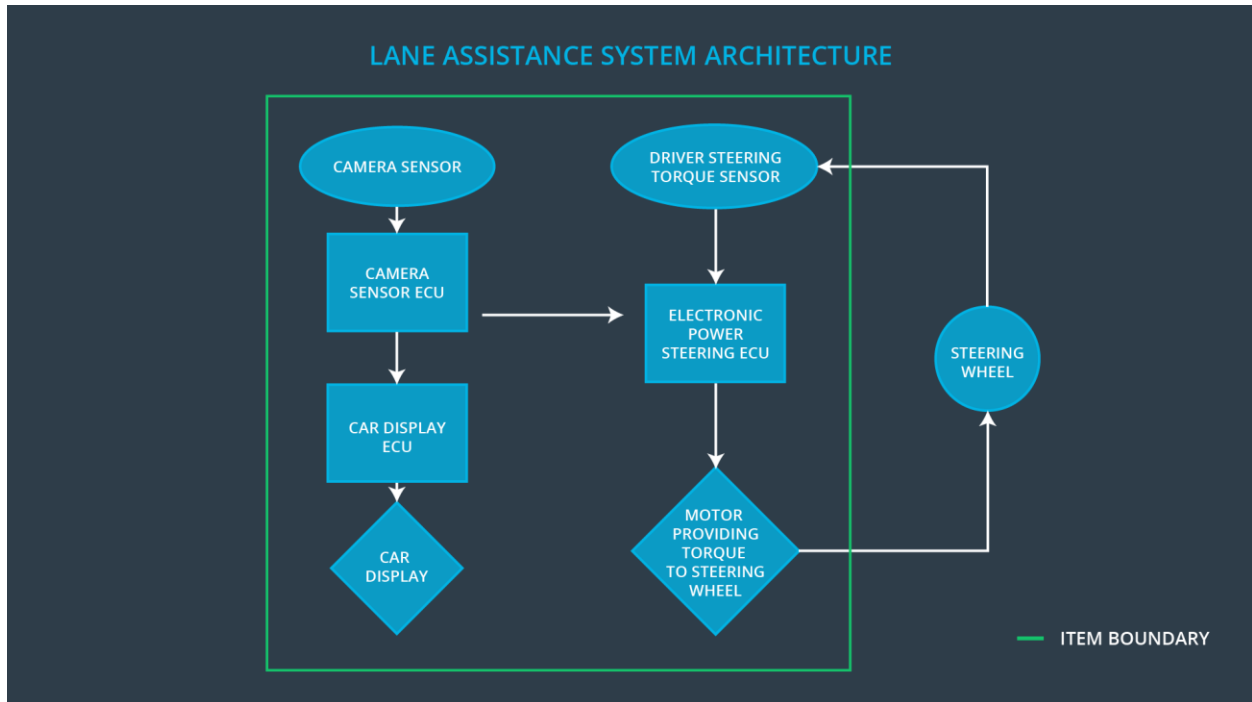 LANE ASSISTANCE SYSTEM ARCHITECTURE
CAMERA SENSOR
DRIVER STEERING
TORQUE SENSOR
CAMERA
SENSOR ECU
ELECTRONIC
POWER
STEERING ECU
STEERING
WHEEL
CAR DISPLAY
ECU
MOTOR
PROVIDING
TORQUE
TO STEERING
WHEEL
CAR
DISPLAY
ITEM BOUNDARY